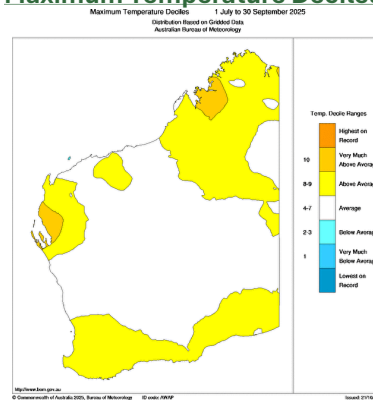 Maximum Temperature Deciles
Maximum Temperature Deciles 1 July to 30 September 2025
Distribution Based on Gridded Data
Australian Bureau of Meteorology
Temp. Decile Ranges
Highest on
Record
10
Very Much
Above Avera
8-9
Above Avera
4-7
Average
2-3
Below Avera
1
Very Much
Below Avera
Lowest on
Record
http://www.bom.gov.au
© Commonwealth of Australia 2025, Bureau of Meteorology ID code: AWAP
Issued: